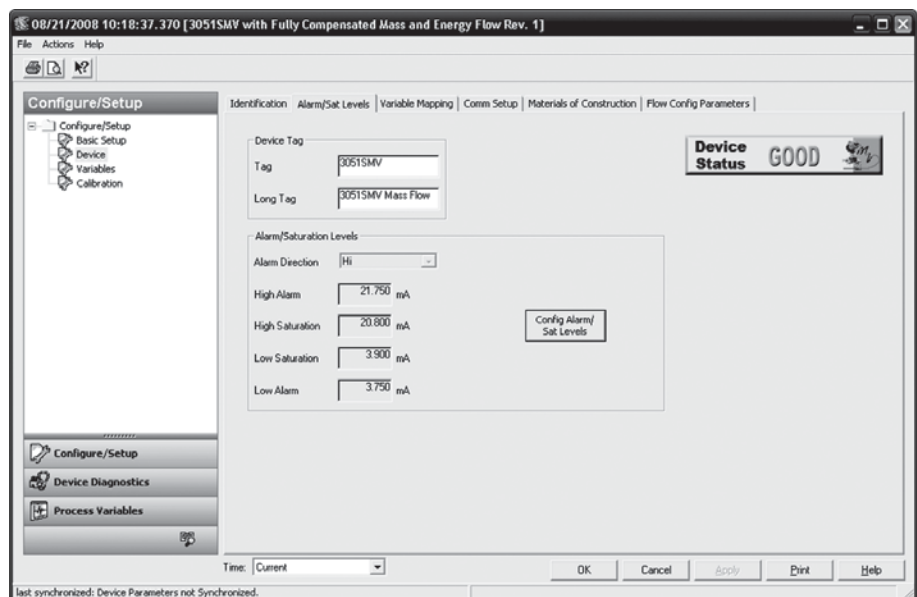 08/21/2008 10:18:37.370 [3051SMV with Fully Compensated Mass and Energy Flow Rev. 1]
File Actions Help
Configure/Setup
Configure/Setup
Basic Setup
Device
Variables
Calibration
Configure/Setup
Device Diagnostics
Process Variables
Identification Alarm/Sat Levels Variable Mapping Comm Setup Materials of Construction Flow Config Parameters
Device Tag
Tag 3051SMV
Long Tag 3051SMV Mass Flow
Device Status GOOD
Alarm/Saturation Levels
Alarm Direction Hi
High Alarm 21.750 mA
High Saturation 20.800 mA
Low Saturation 3.900 mA
Low Alarm 3.750 mA
Config Alarm/
Sat Levels
Time: Current
OK Cancel Apply Print Help
last synchronized: Device Parameters not Synchronized.